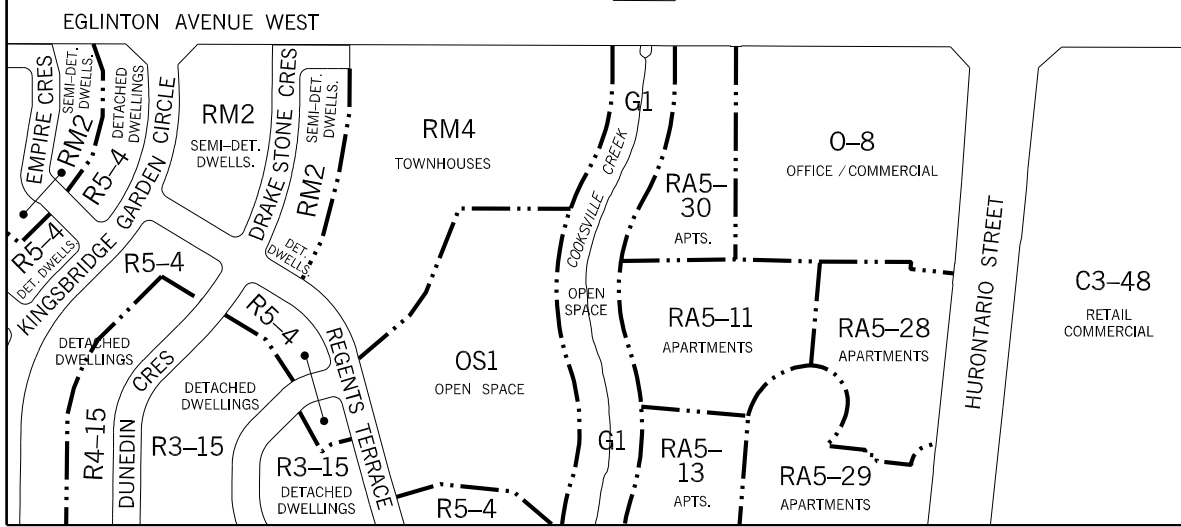 EGLINTON AVENUE WEST
EMPIRE CRES
SEMI–DET.
DWELLS.
RM2
DETACHED
DWELLINGS
R5–4
R5–4
DET. DWELLS.
KINGSBRIDGE GARDEN CIRCLE
RM2
SEMI–DET.
DWELLS.
DRAKE STONE CRES
SEMI–DET.
DWELLS.
RM2
DET.
DWELLS.
RM4
TOWNHOUSES
G1
COOKSVILLE CREEK
OPEN
SPACE
RA5–
30
APTS.
O–8
OFFICE / COMMERCIAL
HURONTARIO STREET
C3–48
RETAIL
COMMERCIAL
R5–4
DETACHED
DWELLINGS
R4–15
DUNEDIN CRES
R5–4
DETACHED
DWELLINGS
R3–15
R3–15
DETACHED
DWELLINGS
REGENTS TERRACE
OS1
OPEN SPACE
R5–4
G1
RA5–11
APARTMENTS
RA5–28
APARTMENTS
RA5–
13
APTS.
RA5–29
APARTMENTS